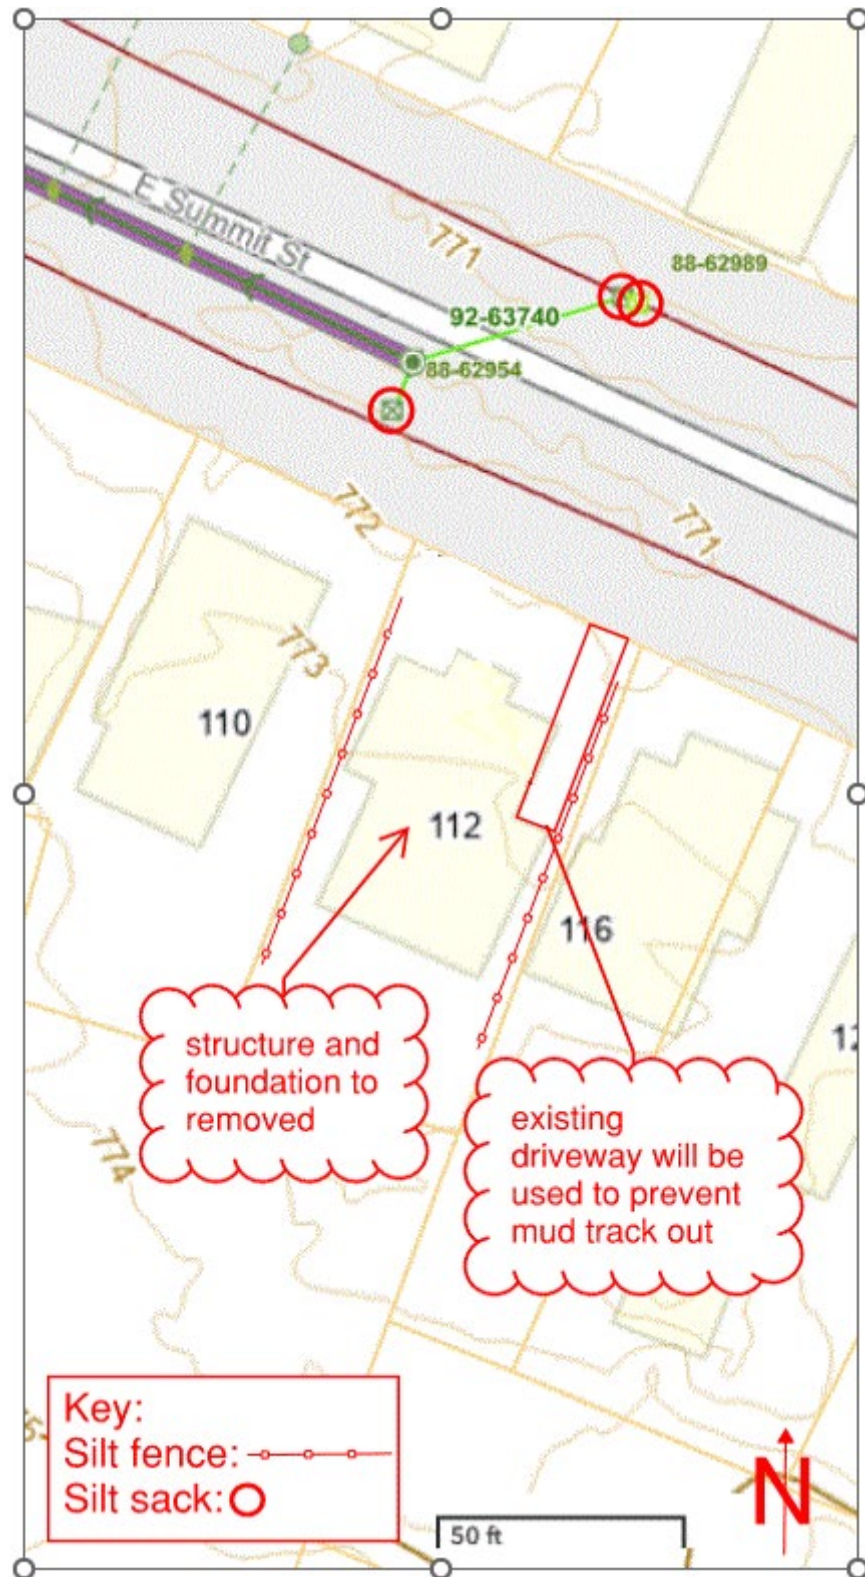 E Summit St
771
88-62989
92-63740
88-62954
772
771
773
110
112
116
structure and
foundation to
removed
existing
driveway will be
used to prevent
mud track out
774
Key:
Silt fence:
Silt sack:
50 ft
N